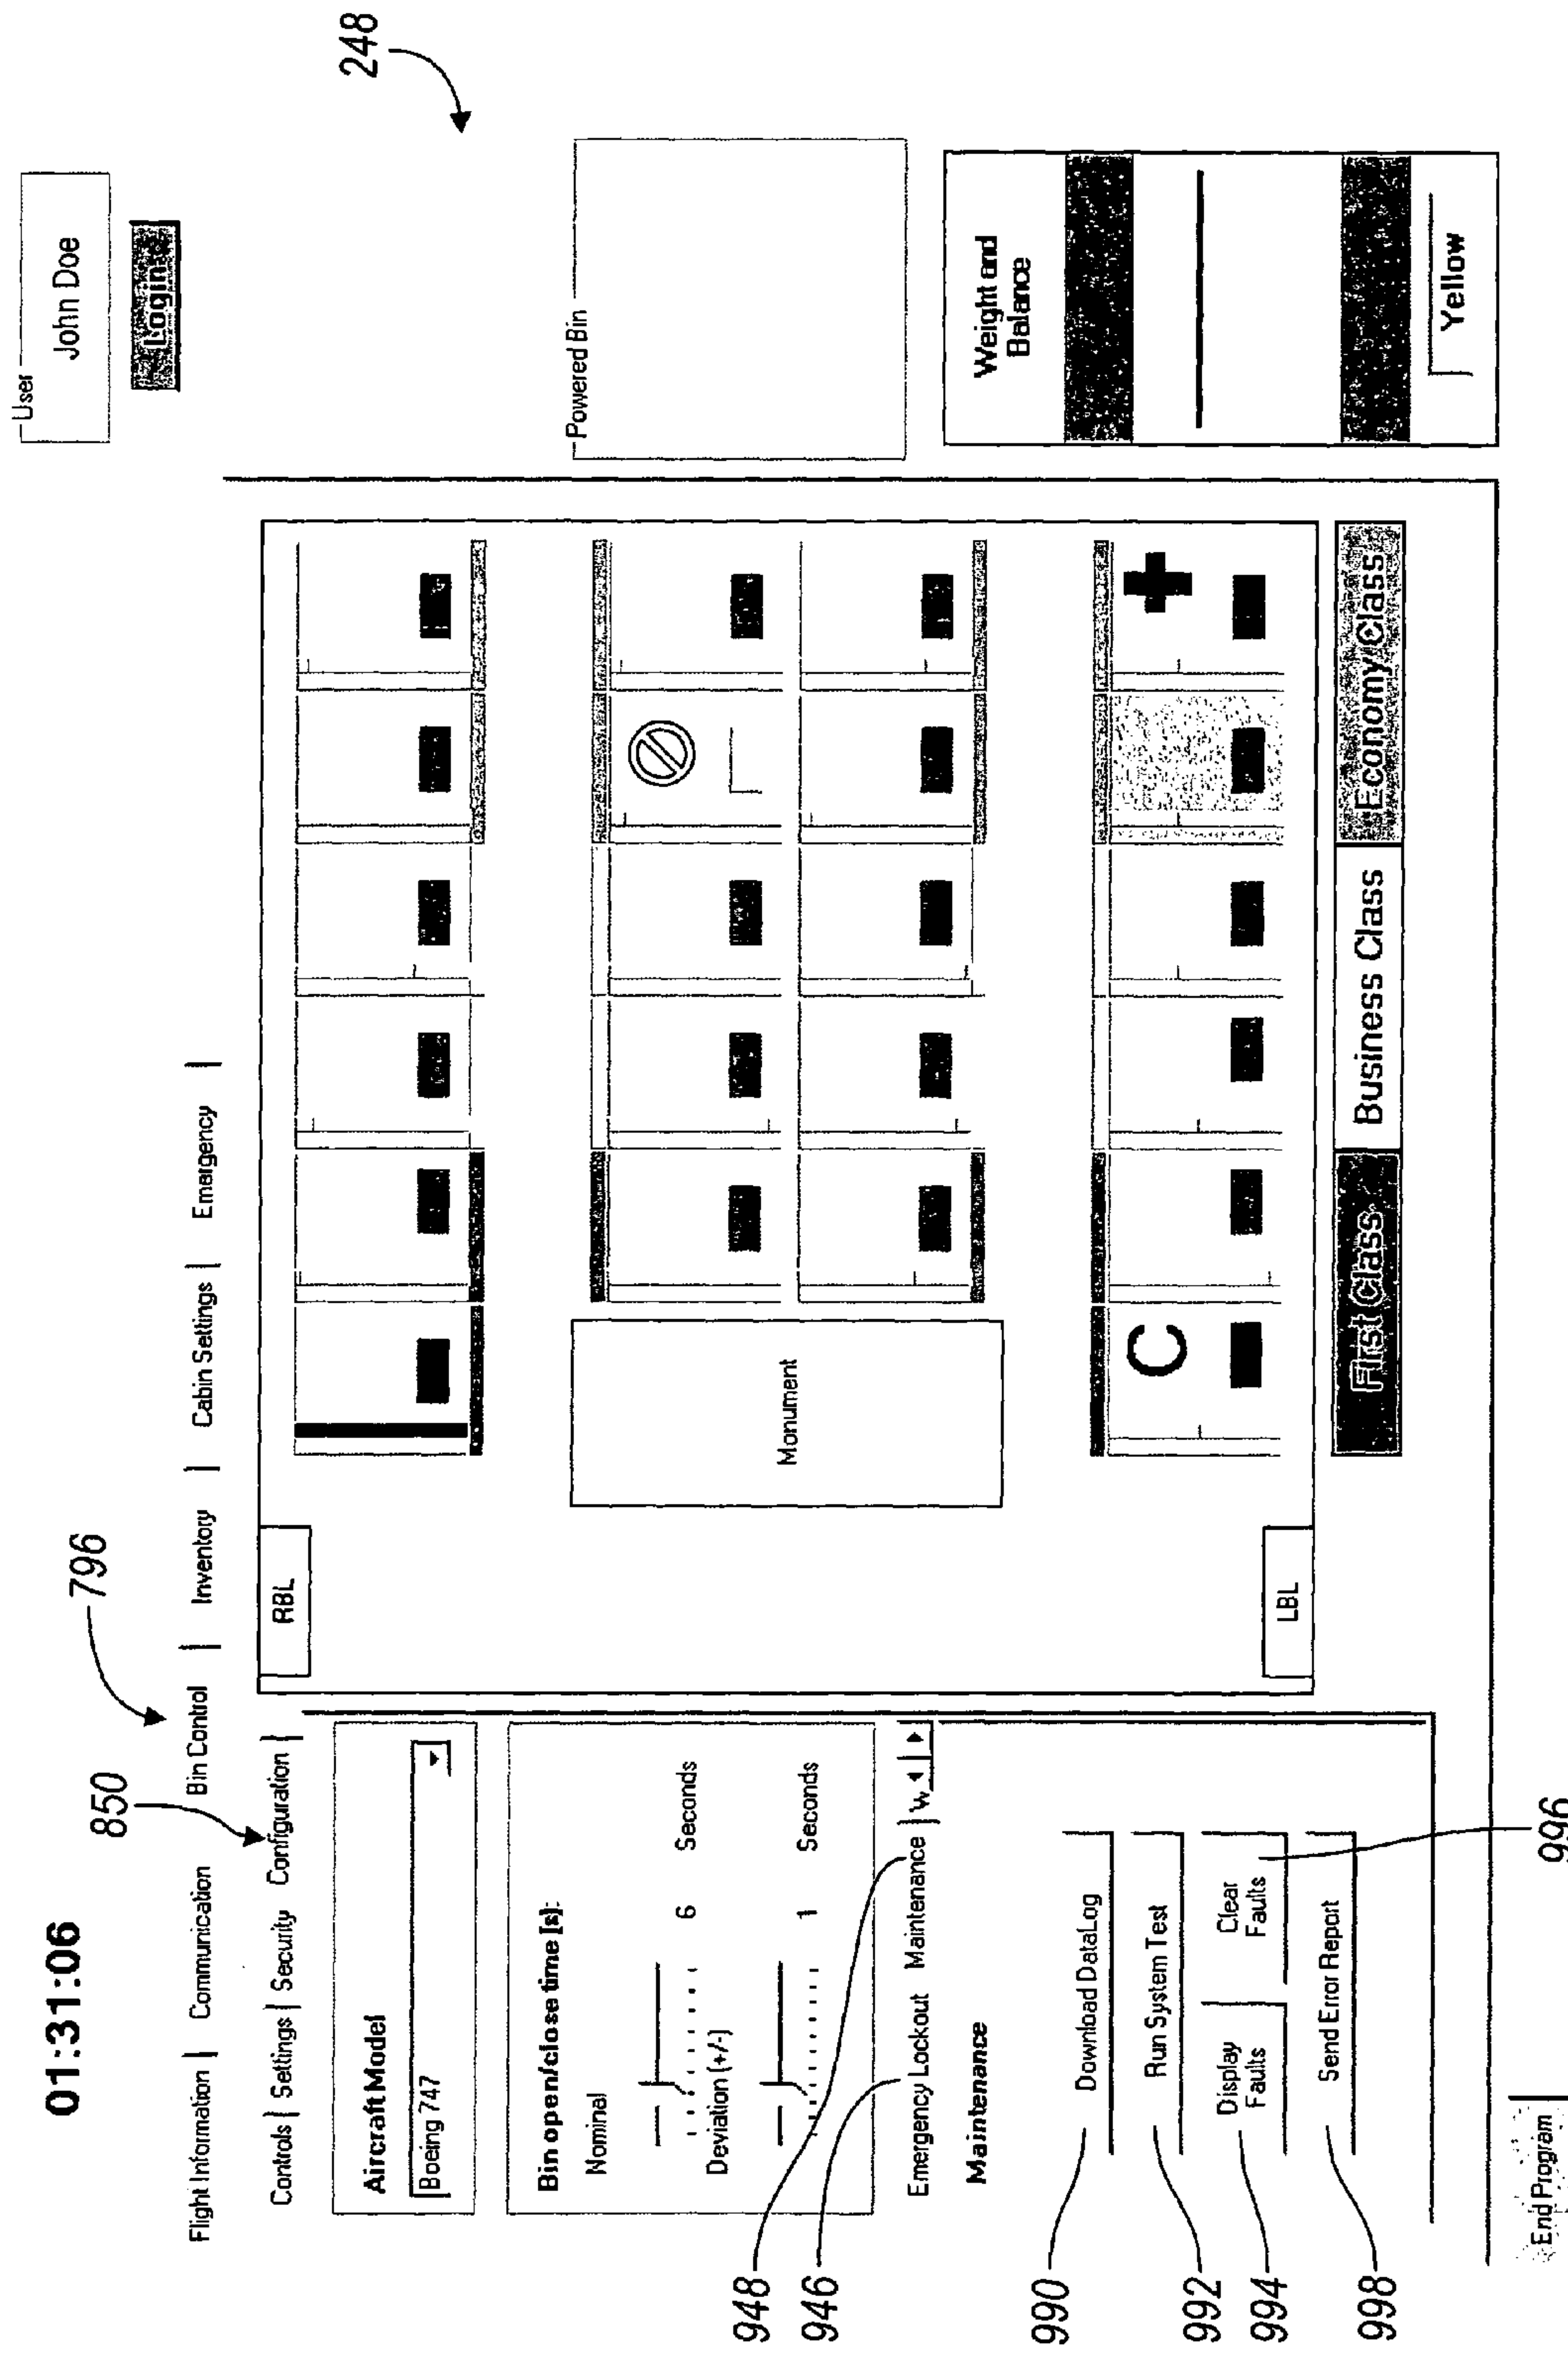 01:31:06
User
John Doe
Login
248
796
850
Flight Information Communication Bin Control Inventory Cabin Settings Emergency
Controls Settings Security Configuration
Aircraft Model
Boeing 747
Bin open/close time [s]:
Nominal
6 Seconds
Deviation (+/-)
1 Seconds
948
946
Emergency Lockout Maintenance W
Maintenance
990
Download DataLog
992
Run System Test
994
Display
Faults
Clear
Faults
996
998
Send Error Report
End Program
RBL
Monument
C
LBL
First Class Business Class Economy Class
Powered Bin
Weight and
Balance
Yellow